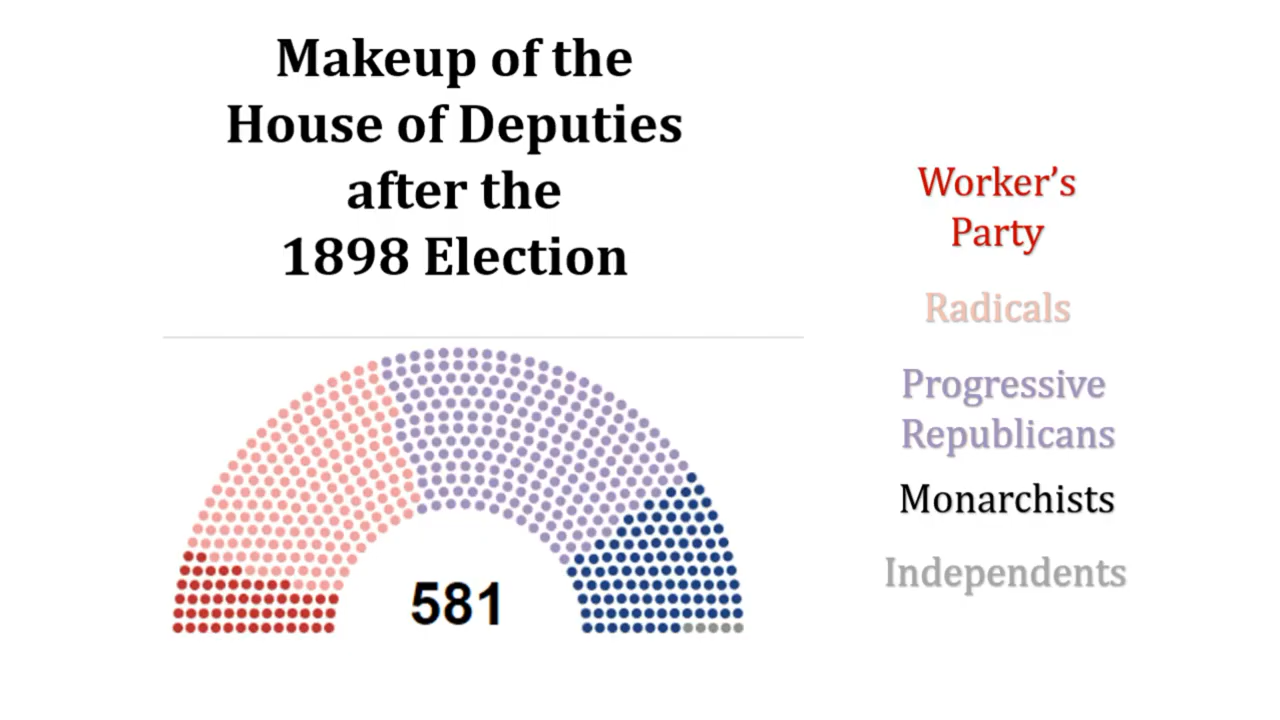 Makeup of the
House of Deputies
after the
1898 Election
Worker’s
Party
Radicals
Progressive
Republicans
Monarchists
Independents
581